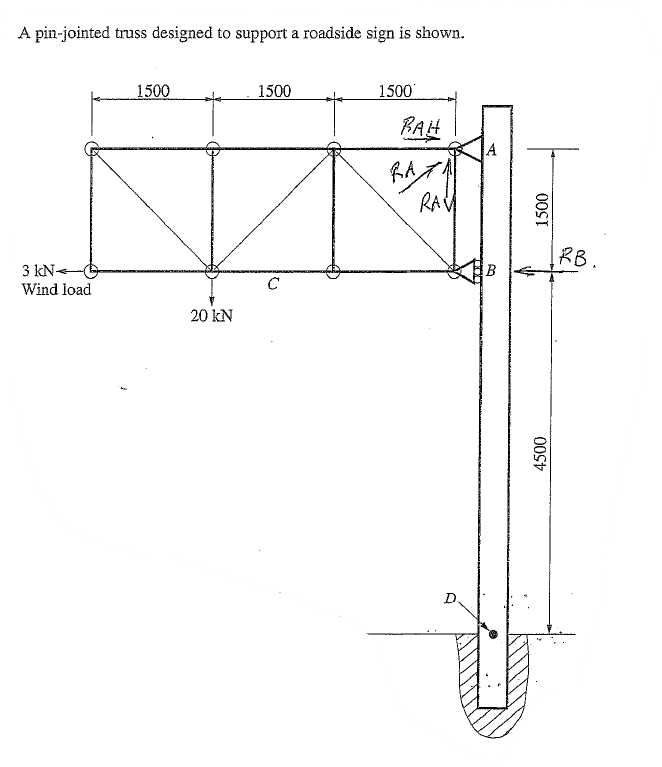 A pin-jointed truss designed to support a roadside sign is shown.
1500 1500 1500
RAH
A
RA
RAV
1500
3 kN
Wind load
C
B
RB.
20 kN
4500
D